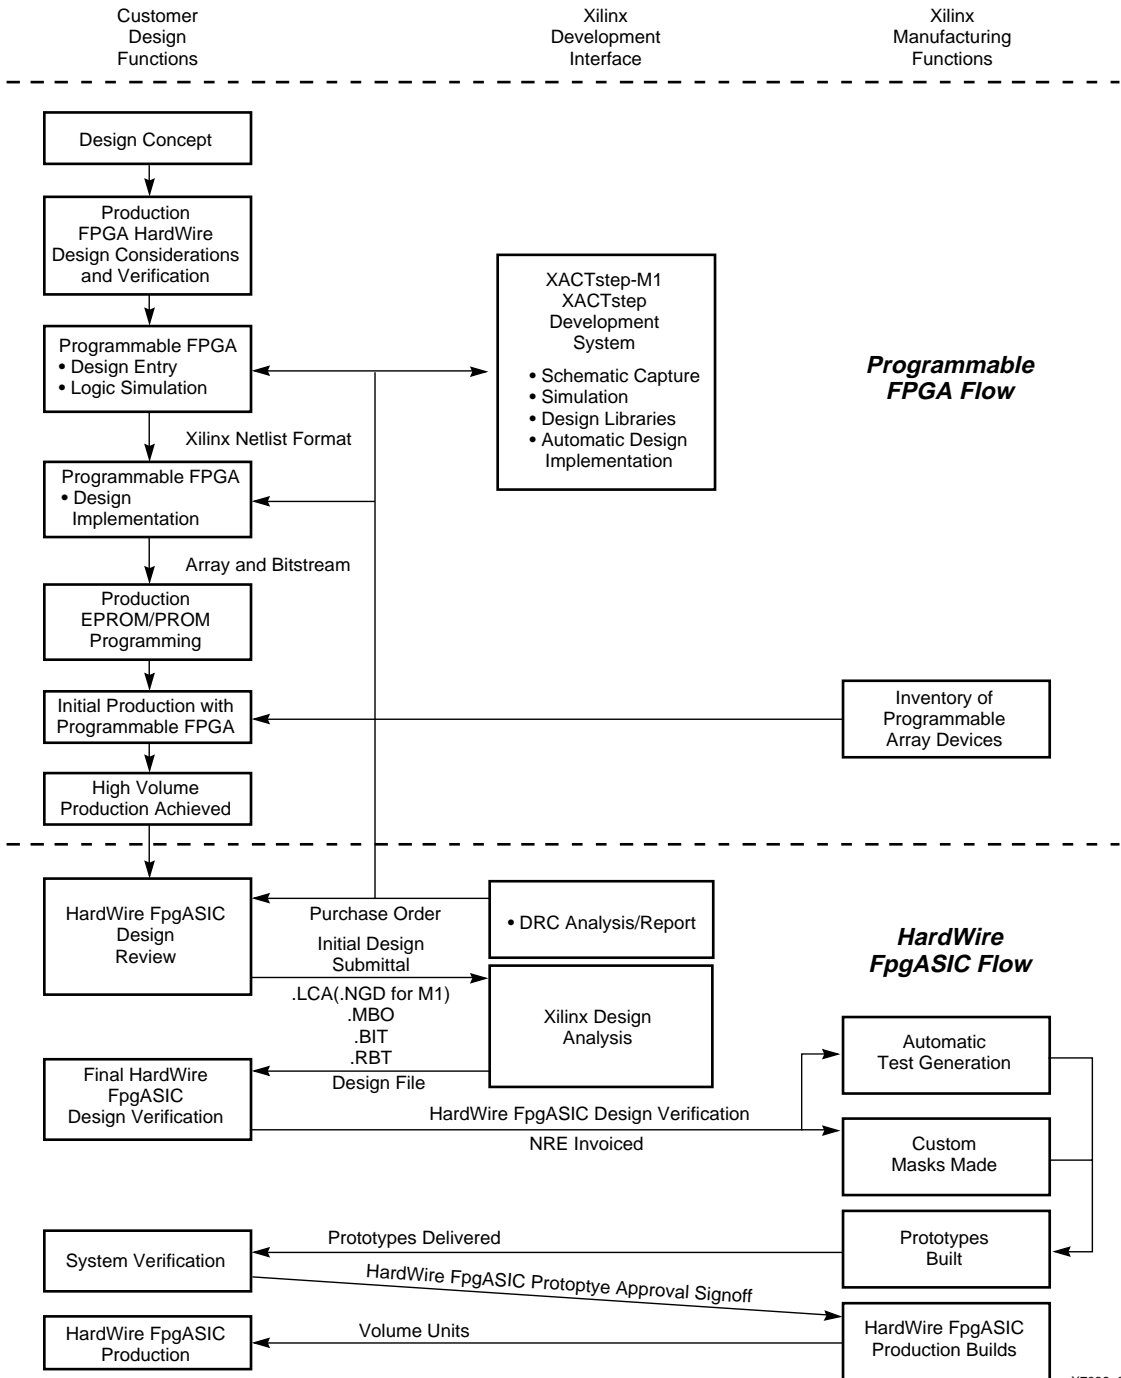 Customer
Design
Functions
Xilinx
Development
Interface
Xilinx
Manufacturing
Functions
Design Concept
Production
FPGA HardWire
Design Considerations
and Verification
XACTstep-M1
XACTstep
Development
System
• Schematic Capture
• Simulation
• Design Libraries
• Automatic Design
Implementation
Programmable FPGA
• Design Entry
• Logic Simulation
Programmable
FPGA Flow
Xilinx Netlist Format
Programmable FPGA
• Design
Implementation
Array and Bitstream
Production
EPROM/PROM
Programming
Initial Production with
Programmable FPGA
Inventory of
Programmable
Array Devices
High Volume
Production Achieved
HardWire FpgASIC
Design
Review
Purchase Order
• DRC Analysis/Report
HardWire
FpgASIC Flow
Initial Design
Submittal
.LCA(.NGD for M1)
.MBO
.BIT
.RBT
Design File
Xilinx Design
Analysis
Automatic
Test Generation
Final HardWire
FpgASIC
Design Verification
HardWire FpgASIC Design Verification
NRE Invoiced
Custom
Masks Made
System Verification
Prototypes Delivered
Prototypes
Built
HardWire FpgASIC Protoptye Approval Signoff
HardWire FpgASIC
Production
Volume Units
HardWire FpgASIC
Production Builds